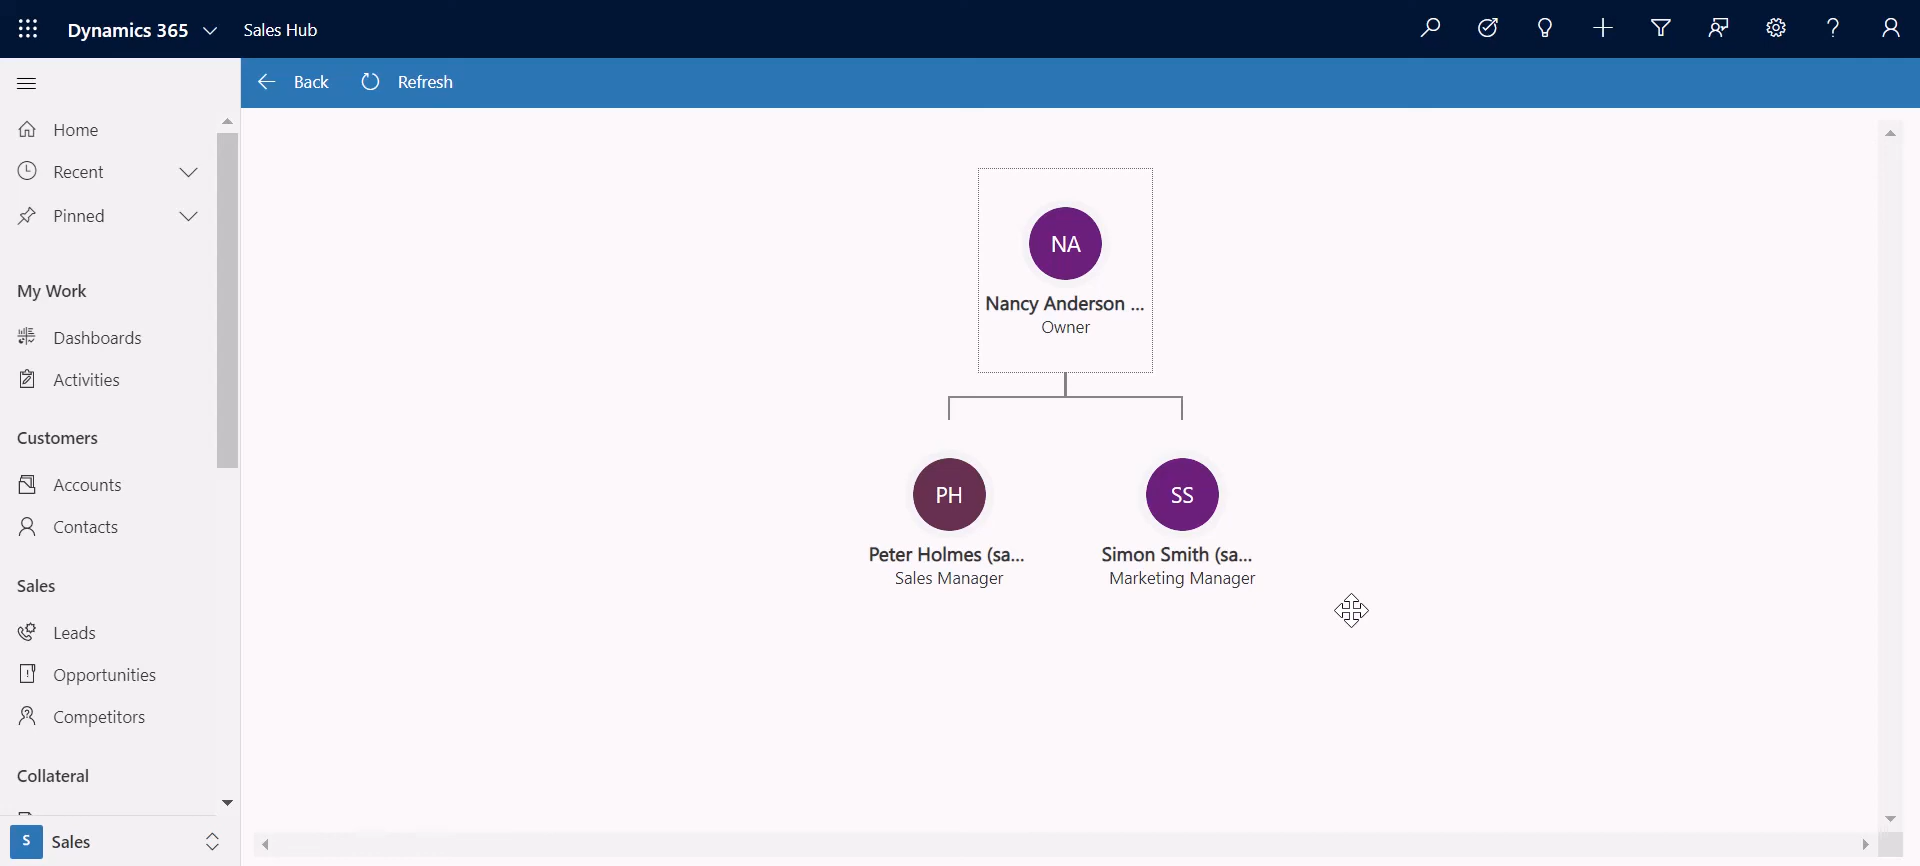 Dynamics 365
Sales Hub
Back
Refresh
Home
Recent
Pinned
My Work
Dashboards
Activities
Customers
Accounts
Contacts
Sales
Leads
Opportunities
Competitors
Collateral
S
Sales
NA
Nancy Anderson ...
Owner
PH
Peter Holmes (sa...
Sales Manager
SS
Simon Smith (sa...
Marketing Manager